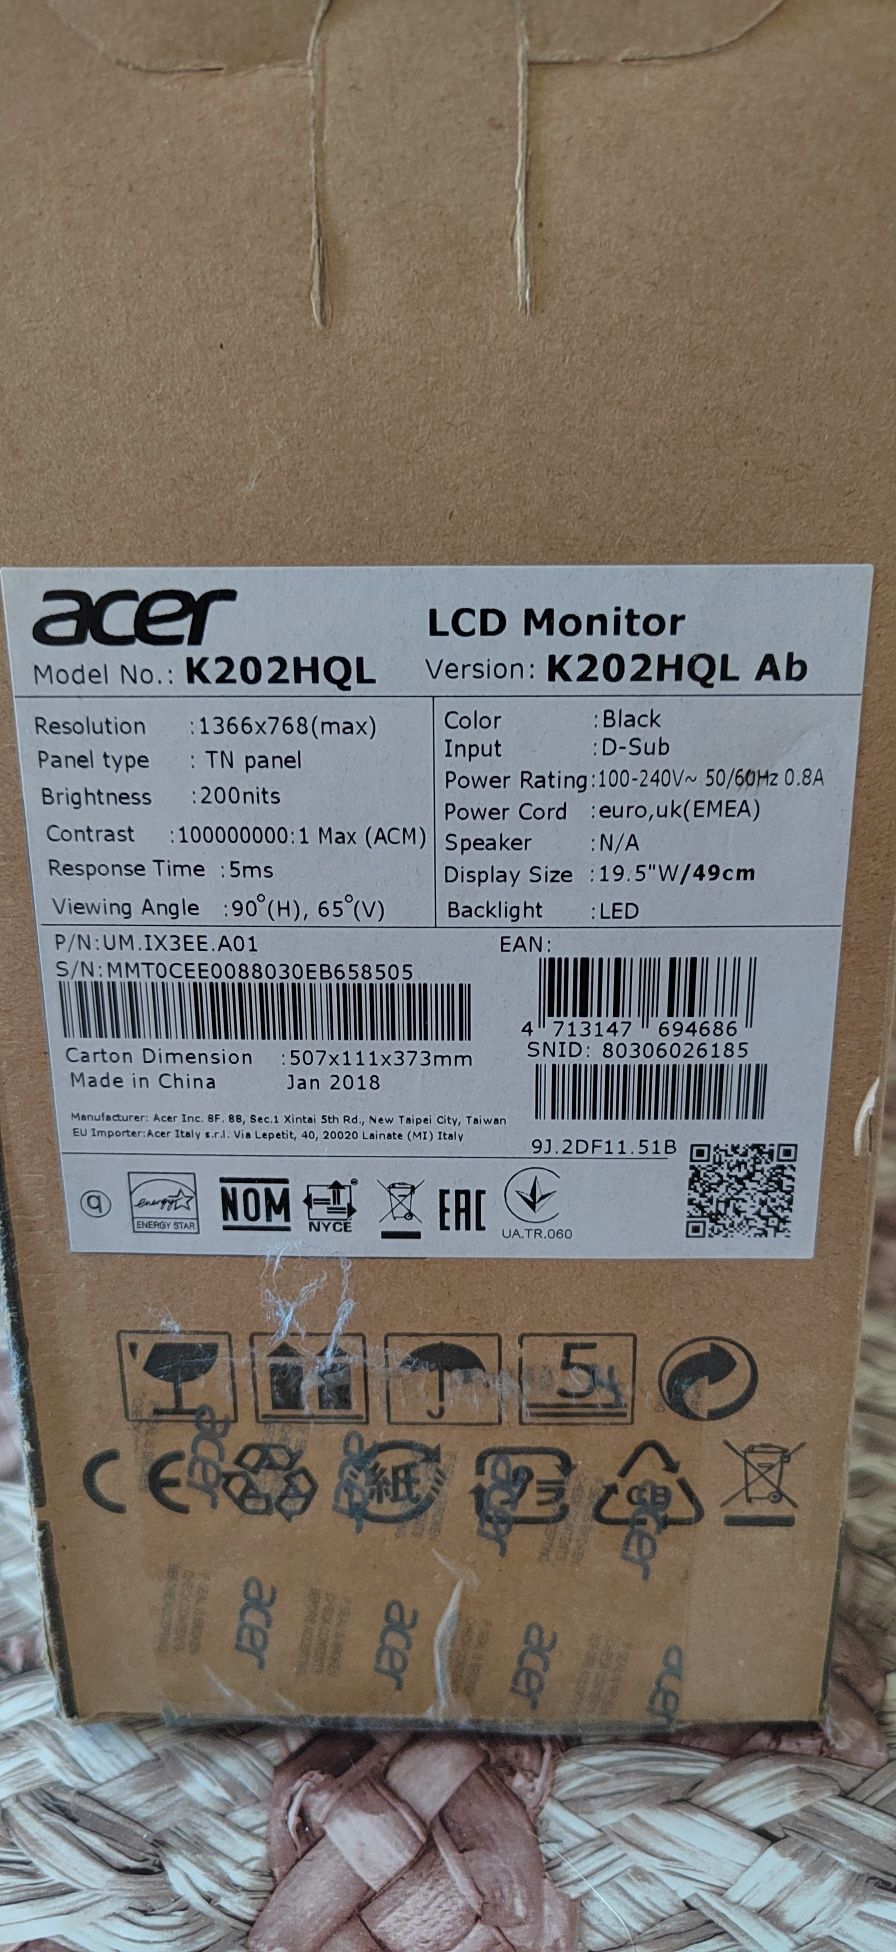 acer
LCD Monitor
Model No.: K202HQL
Version: K202HQL Ab
Resolution :1366x768(max)
Panel type : TN panel
Brightness :200nits
Contrast :100000000:1 Max (ACM)
Response Time :5ms
Viewing Angle :90°(H), 65°(V)
Color :Black
Input :D-Sub
Power Rating:100-240V~ 50/60Hz 0.8A
Power Cord :euro,uk(EMEA)
Speaker :N/A
Display Size :19.5"W/49cm
Backlight :LED
P/N:UM.IX3EE.A01
S/N:MMT0CEE0088030EB658505
EAN:
4 713147 694686
SNID: 80306026185
Carton Dimension :507x111x373mm
Made in China Jan 2018
Manufacturer: Acer Inc. 8F. 88, Sec.1 Xintai 5th Rd., New Taipei City, Taiwan
EU Importer:Acer Italy s.r.l. Via Lepetit, 40, 20020 Lainate (MI) Italy
9J.2DF11.51B
q
energy
ENERGY STAR
NOM
NYCE
EAC
UA.TR.060
5
CE
紙
acer
acer
acer
acer
acer
acer
acer
acer